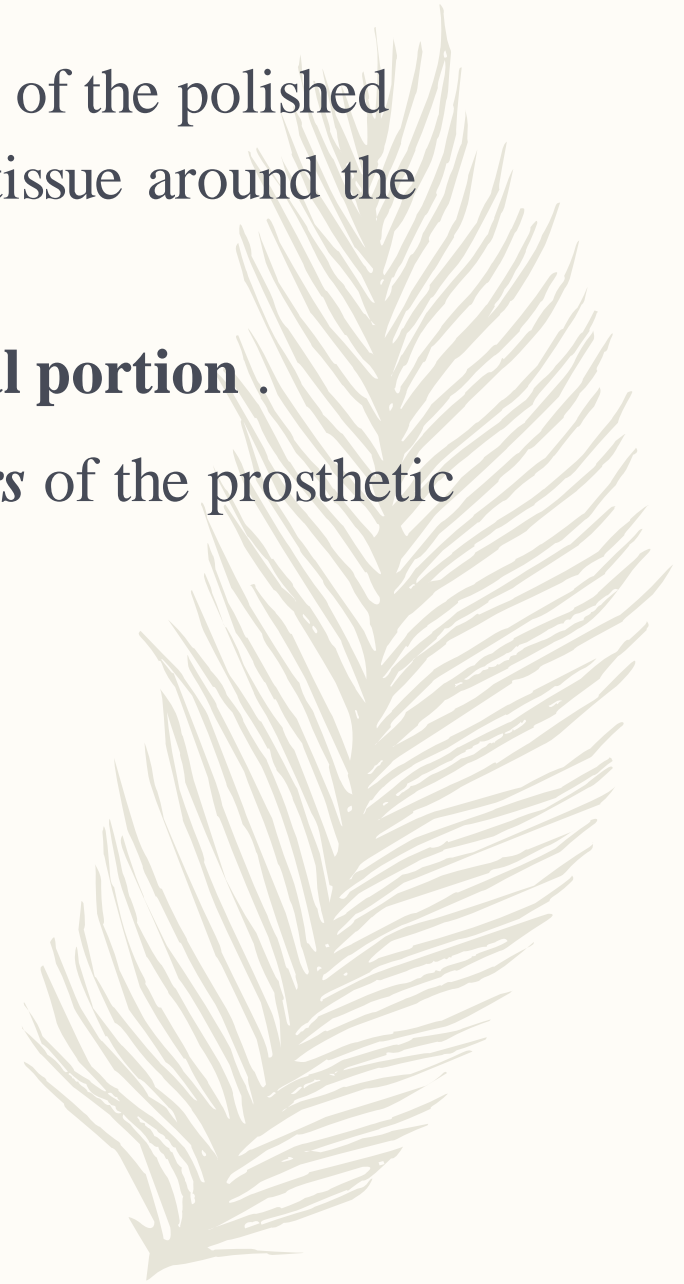 of the polished
tissue around the
portion .
of the prosthetic